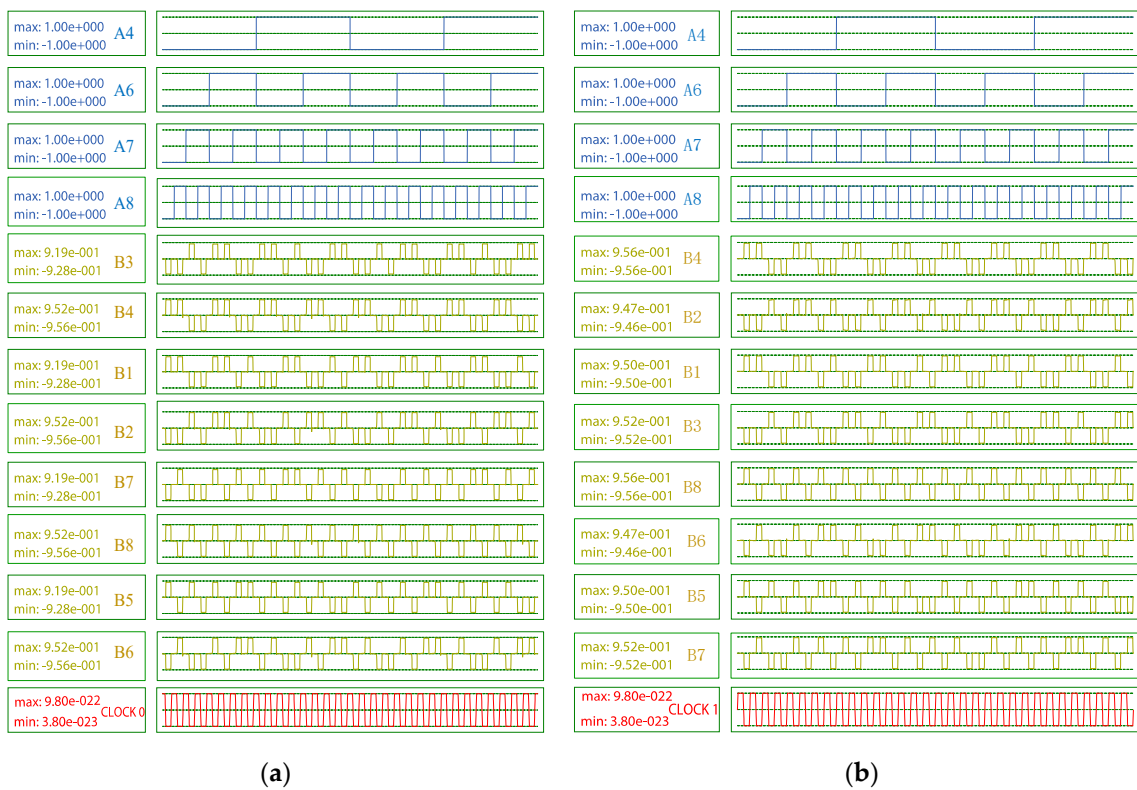 max: 1.00e+000
min: -1.00e+000
A4
max: 1.00e+000
min: -1.00e+000
A6
max: 1.00e+000
min: -1.00e+000
A7
max: 1.00e+000
min: -1.00e+000
A8
max: 9.19e-001
min: -9.28e-001
B3
max: 9.52e-001
min: -9.56e-001
B4
max: 9.19e-001
min: -9.28e-001
B1
max: 9.52e-001
min: -9.56e-001
B2
max: 9.19e-001
min: -9.28e-001
B7
max: 9.52e-001
min: -9.56e-001
B8
max: 9.19e-001
min: -9.28e-001
B5
max: 9.52e-001
min: -9.56e-001
B6
max: 9.80e-022
min: 3.80e-023
CLOCK 0
(a)
max: 1.00e+000
min: -1.00e+000
A4
max: 1.00e+000
min: -1.00e+000
A6
max: 1.00e+000
min: -1.00e+000
A7
max: 1.00e+000
min: -1.00e+000
A8
max: 9.56e-001
min: -9.56e-001
B4
max: 9.47e-001
min: -9.46e-001
B2
max: 9.50e-001
min: -9.50e-001
B1
max: 9.52e-001
min: -9.52e-001
B3
max: 9.56e-001
min: -9.56e-001
B8
max: 9.47e-001
min: -9.46e-001
B6
max: 9.50e-001
min: -9.50e-001
B5
max: 9.52e-001
min: -9.52e-001
B7
max: 9.80e-022
min: 3.80e-023
CLOCK 1
(b)